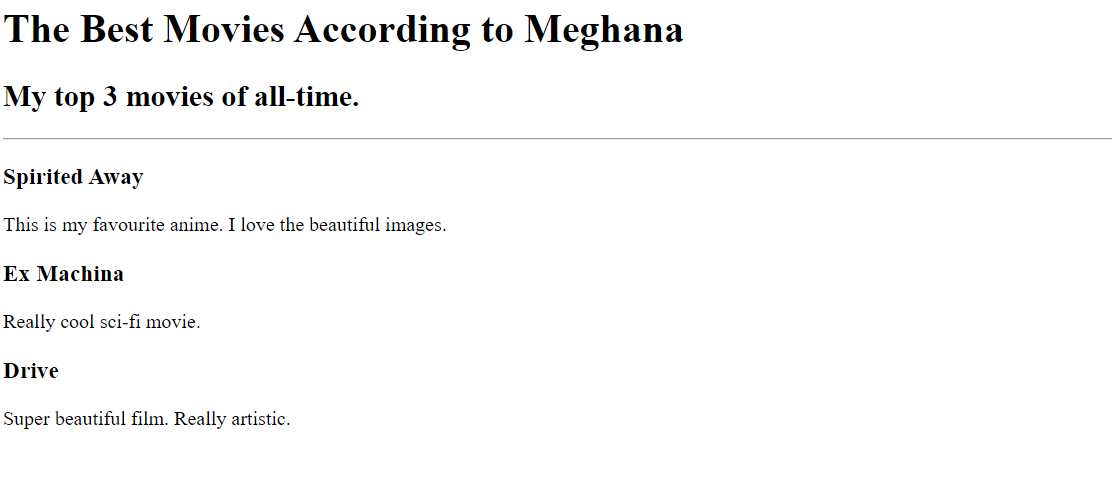 The Best Movies According to Meghana
My top 3 movies of all-time.
Spirited Away
This is my favourite anime. I love the beautiful images.
Ex Machina
Really cool sci-fi movie.
Drive
Super beautiful film. Really artistic.